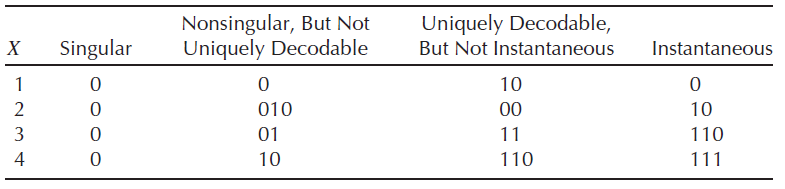 Nonsingular, But Not Uniquely Decodable,
X Singular Uniquely Decodable But Not Instantaneous Instantaneous
1 0 0 10 0
2 0 010 00 10
3 0 01 11 110
4 0 10 110 111